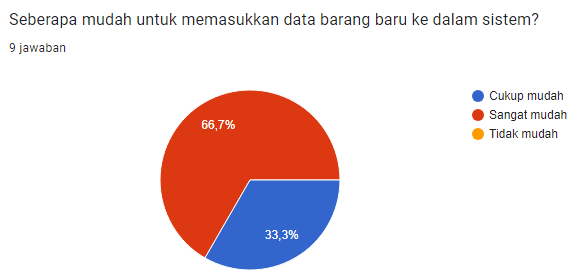 Seberapa mudah untuk memasukkan data barang baru ke dalam sistem?
9 jawaban
Cukup mudah
Sangat mudah
Tidak mudah
66,7%
33,3%